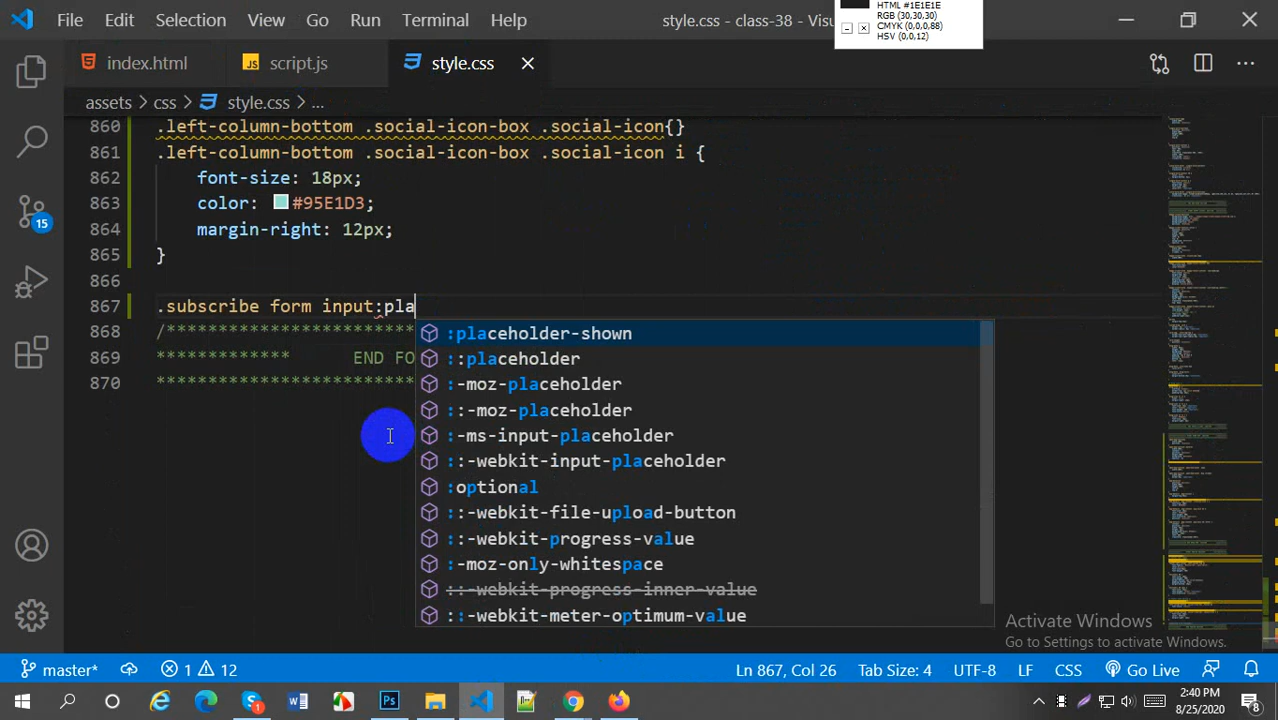 File Edit Selection View Go Run Terminal Help style.css - class-38 - Visu
HTML #1E1E1E
RGB (30,30,30)
CMYK (0,0,0,88)
HSV (0,0,12)
index.html script.js style.css
assets > css > style.css > ...
860 .left-column-bottom .social-icon-box .social-icon{}
861 .left-column-bottom .social-icon-box .social-icon i {
862 font-size: 18px;
863 color: #95E1D3;
864 margin-right: 12px;
865 }
866
867 .subscribe form input:pla
868 /*************************
869 ************* END FO
870 **************************
:placeholder-shown
::placeholder
:-moz-placeholder
::-moz-placeholder
:-ms-input-placeholder
::-webkit-input-placeholder
:optional
::-webkit-file-upload-button
::-webkit-progress-value
:-moz-only-whitespace
::-webkit-progress-inner-value
::-webkit-meter-optimum-value
15
Activate Windows
Go to Settings to activate Windows.
master* 1 12 Ln 867, Col 26 Tab Size: 4 UTF-8 LF CSS Go Live
2:40 PM
8/25/2020
8